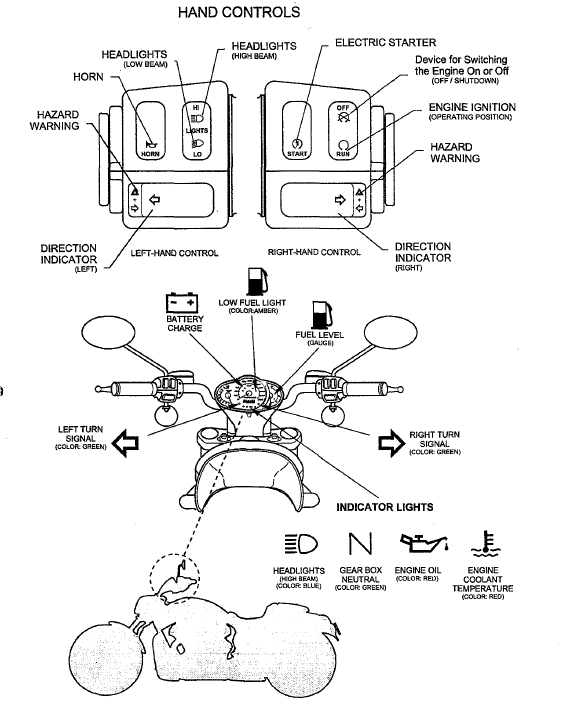 HAND CONTROLS
HEADLIGHTS
(LOW BEAM)
HEADLIGHTS
(HIGH BEAM)
HORN
HAZARD
WARNING
HI
LIGHTS
LO
HORN
DIRECTION
INDICATOR
(LEFT)
LEFT-HAND CONTROL
ELECTRIC STARTER
Device for Switching
the Engine On or Off
(OFF / SHUTDOWN)
ENGINE IGNITION
(OPERATING POSITION)
HAZARD
WARNING
OFF
START
RUN
RIGHT-HAND CONTROL
DIRECTION
INDICATOR
(RIGHT)
BATTERY
CHARGE
LOW FUEL LIGHT
(COLOR:AMBER)
FUEL LEVEL
(GAUGE)
LEFT TURN
SIGNAL
(COLOR: GREEN)
RIGHT TURN
SIGNAL
(COLOR: GREEN)
INDICATOR LIGHTS
HEADLIGHTS
(HIGH BEAM)
(COLOR: BLUE)
GEAR BOX
NEUTRAL
(COLOR: GREEN)
ENGINE OIL
(COLOR: RED)
ENGINE
COOLANT
TEMPERATURE
(COLOR: RED)